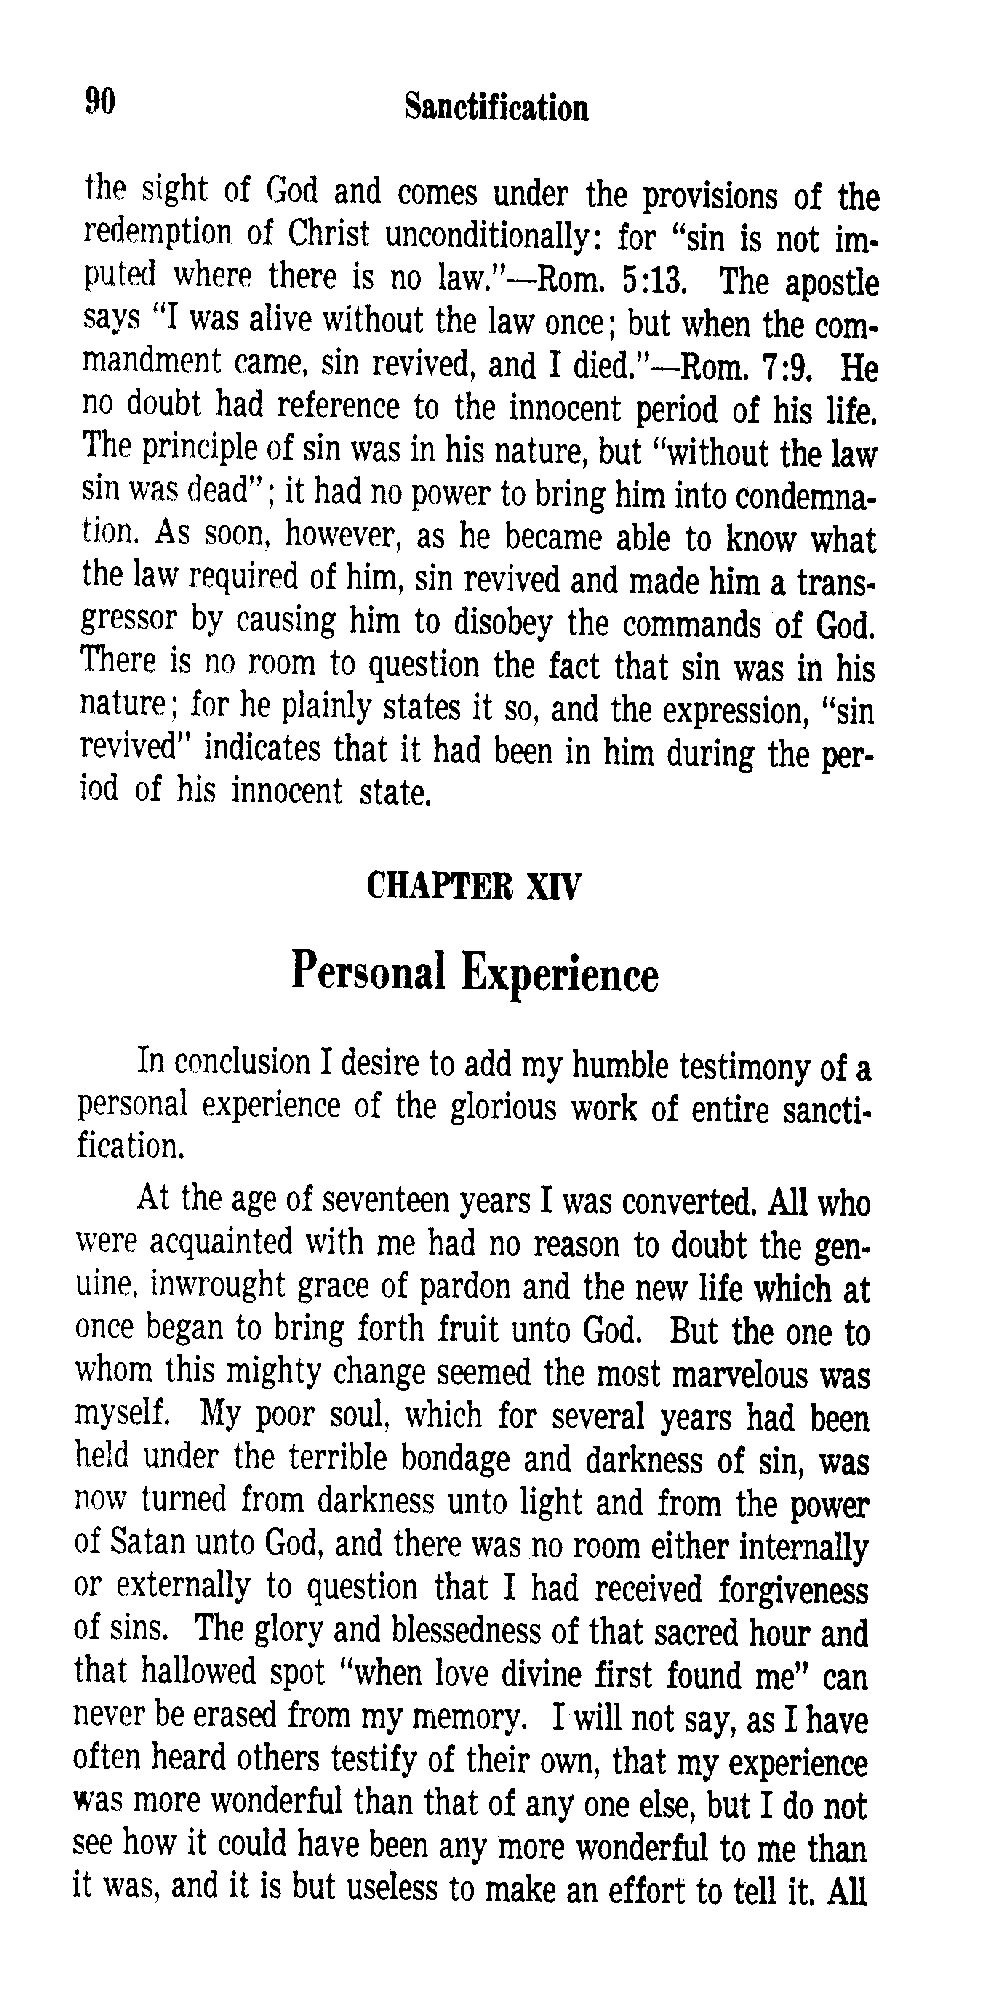 90 Sanctification
the sight of God and comes under the provisions of the
redemption of Christ unconditionally: for “sin is not im-
puted where there is no law.”—Rom. 5:13. The apostle
says “I was alive without the law once; but when the com-
mandment came, sin revived, and I died.”—Rom. 7:9. He
no doubt had reference to the innocent period of his life.
The principle of sin was in his nature, but “without the law
sin was dead”; it had no power to bring him into condemna-
tion. As soon, however, as he became able to know what
the law required of him, sin revived and made him a trans-
gressor by causing him to disobey the commands of God.
There is no room to question the fact that sin was in his
nature; for he plainly states it so, and the expression, “sin
revived” indicates that it had been in him during the per-
iod of his innocent state.
CHAPTER XIV
Personal Experience
In conclusion I desire to add my humble testimony of a
personal experience of the glorious work of entire sancti-
fication.
At the age of seventeen years I was converted. All who
were acquainted with me had no reason to doubt the gen-
uine, inwrought grace of pardon and the new life which at
once began to bring forth fruit unto God. But the one to
whom this mighty change seemed the most marvelous was
myself. My poor soul, which for several years had been
held under the terrible bondage and darkness of sin, was
now turned from darkness unto light and from the power
of Satan unto God, and there was no room either internally
or externally to question that I had received forgiveness
of sins. The glory and blessedness of that sacred hour and
that hallowed spot “when love divine first found me” can
never be erased from my memory. I will not say, as I have
often heard others testify of their own, that my experience
was more wonderful than that of any one else, but I do not
see how it could have been any more wonderful to me than
it was, and it is but useless to make an effort to tell it. All